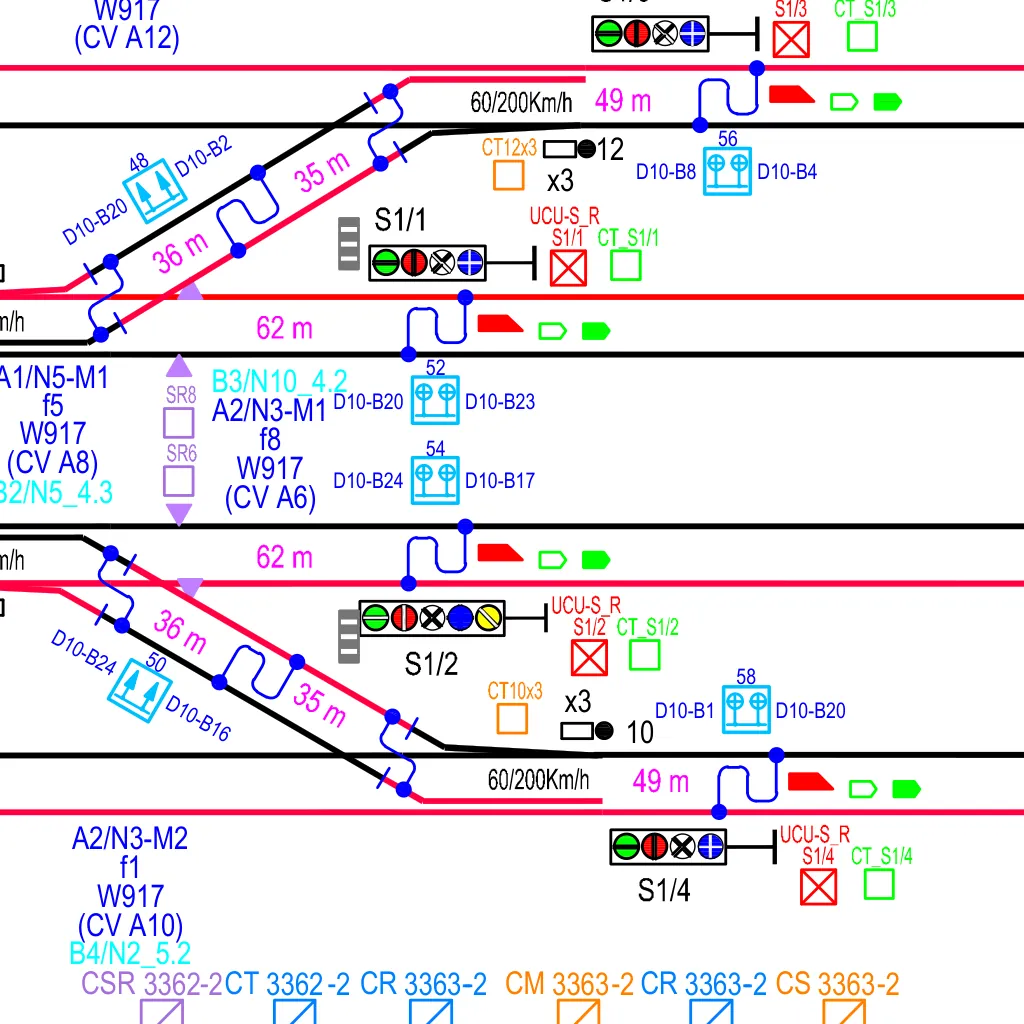 W917
(CV A12)
S1/3
CT_S1/3
60/200Km/h
49 m
48
D10-B2
D10-B20
35 m
CT12x3
12
x3
56
D10-B8
D10-B4
S1/1
UCU-S_R
S1/1
CT_S1/1
36 m
m/h
62 m
A1/N5-M1
f5
W917
(CV A8)
B2/N5_4.3
SR8
SR6
B3/N10_4.2
A2/N3-M1
f8
W917
(CV A6)
52
D10-B20
D10-B23
54
D10-B24
D10-B17
m/h
62 m
36 m
D10-B24
50
D10-B16
35 m
S1/2
UCU-S_R
S1/2
CT_S1/2
CT10x3
x3
10
58
D10-B1
D10-B20
60/200Km/h
49 m
S1/4
UCU-S_R
S1/4
CT_S1/4
A2/N3-M2
f1
W917
(CV A10)
B4/N2_5.2
CSR 3362-2
CT 3362-2
CR 3363-2
CM 3363-2
CR 3363-2
CS 3363-2